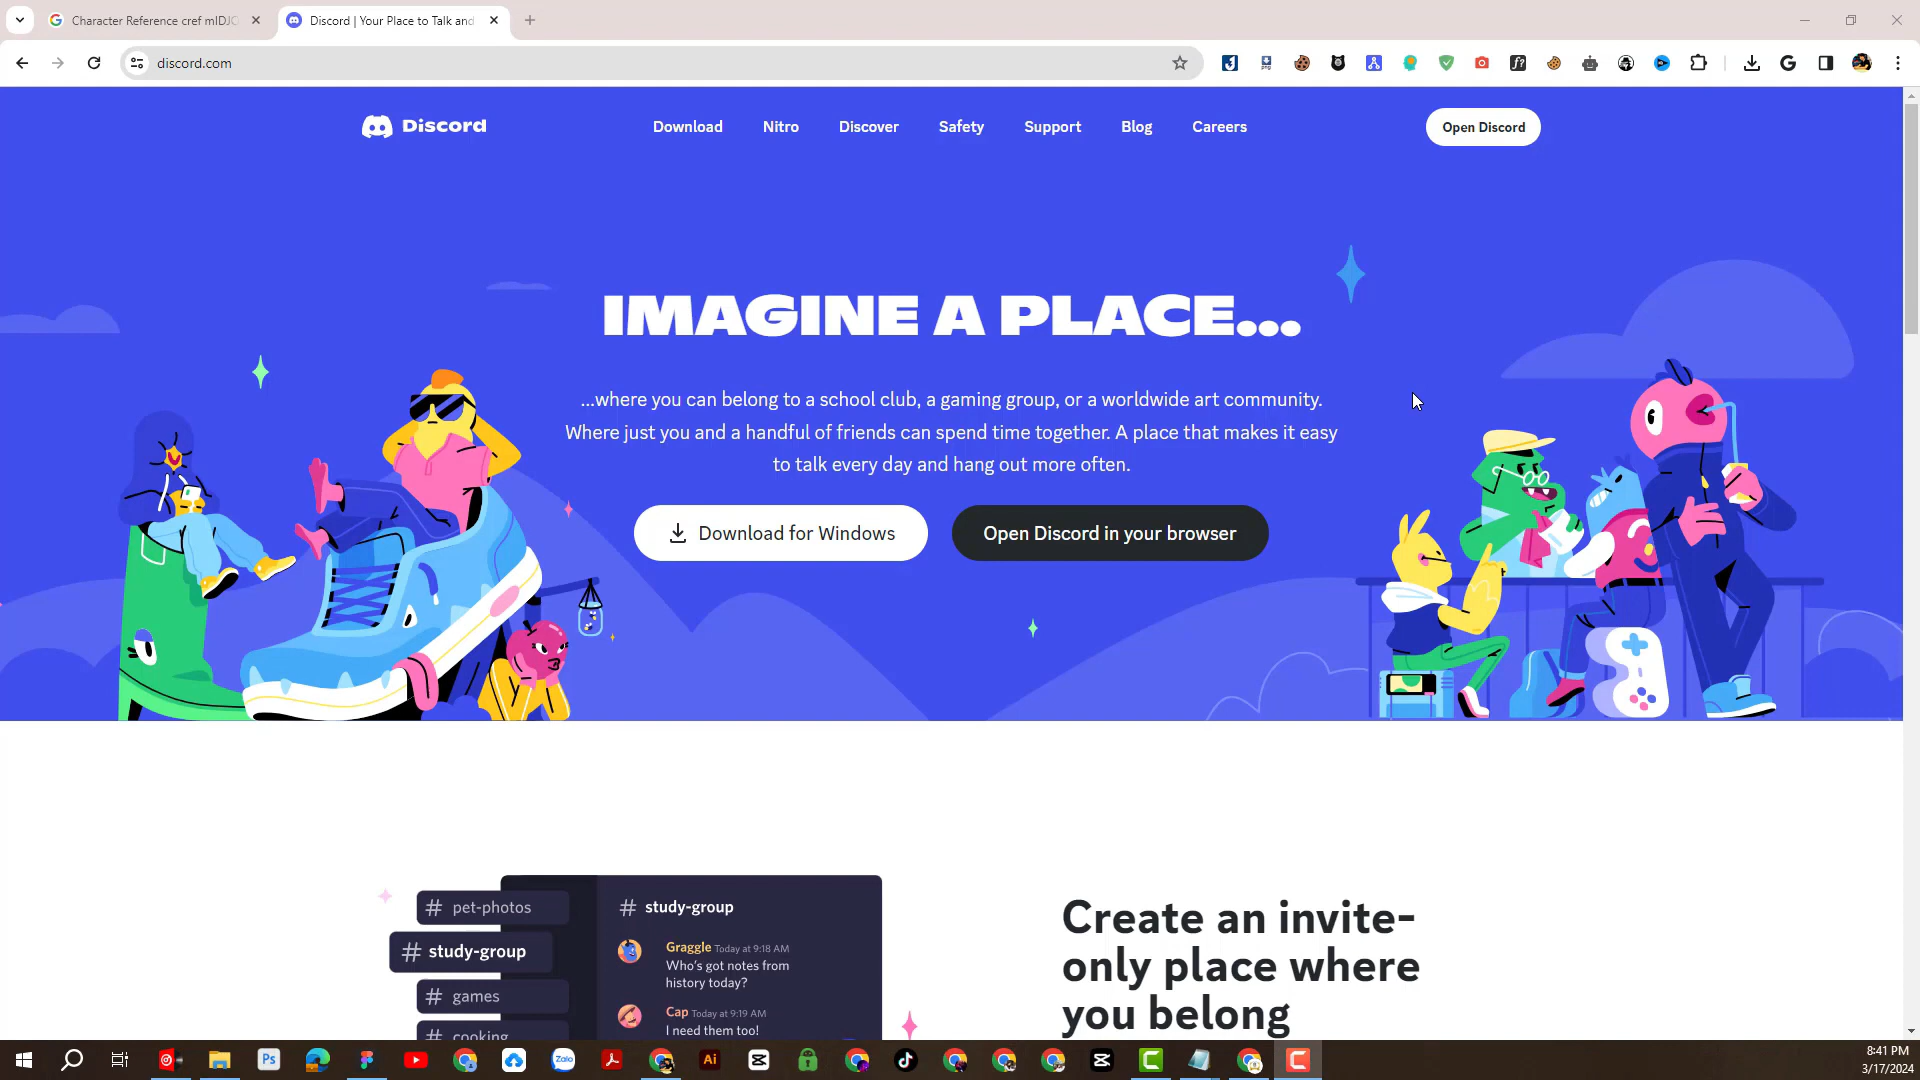 Character Reference cref mIDJO
Discord | Your Place to Talk and
discord.com
Discord
Download
Nitro
Discover
Safety
Support
Blog
Careers
Open Discord
IMAGINE A PLACE...
...where you can belong to a school club, a gaming group, or a worldwide art community.
Where just you and a handful of friends can spend time together. A place that makes it easy
to talk every day and hang out more often.
Download for Windows
Open Discord in your browser
# pet-photos
# study-group
# games
# cooking
# study-group
Graggle Today at 9:18 AM
Who's got notes from
history today?
Cap Today at 9:19 AM
I need them too!
Create an invite-
only place where
you belong
Ps
Zalo
Ai
8:41 PM
3/17/2024